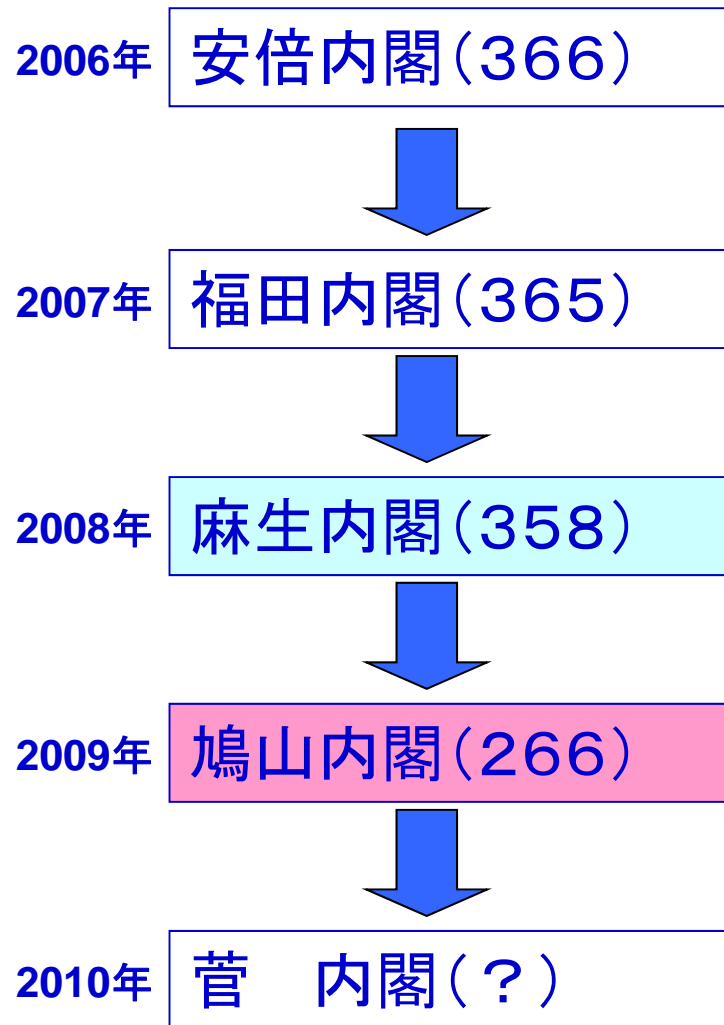 2006年 安倍内閣(366)
2007年 福田内閣(365)
2008年 麻生内閣(358)
2009年 鳩山内閣(266)
2010年 菅　内閣(?)